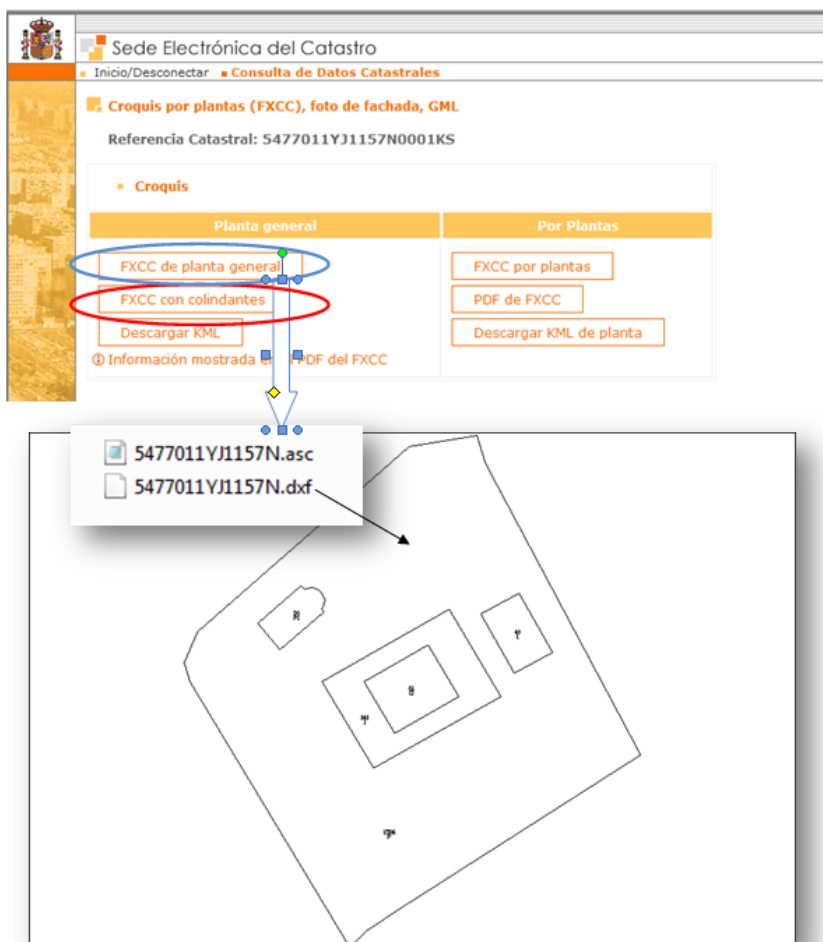 Sede Electrónica del Catastro
Inicio/Desconectar Consulta de Datos Catastrales
Croquis por plantas (FXCC), foto de fachada, GML
Referencia Catastral: 5477011YJ1157N0001KS
Croquis
Planta general Por Plantas
FXCC de planta general FXCC por plantas
FXCC con colindantes PDF de FXCC
Descargar KML Descargar KML de planta
Información mostrada PDF del FXCC
5477011YJ1157N.asc
5477011YJ1157N.dxf